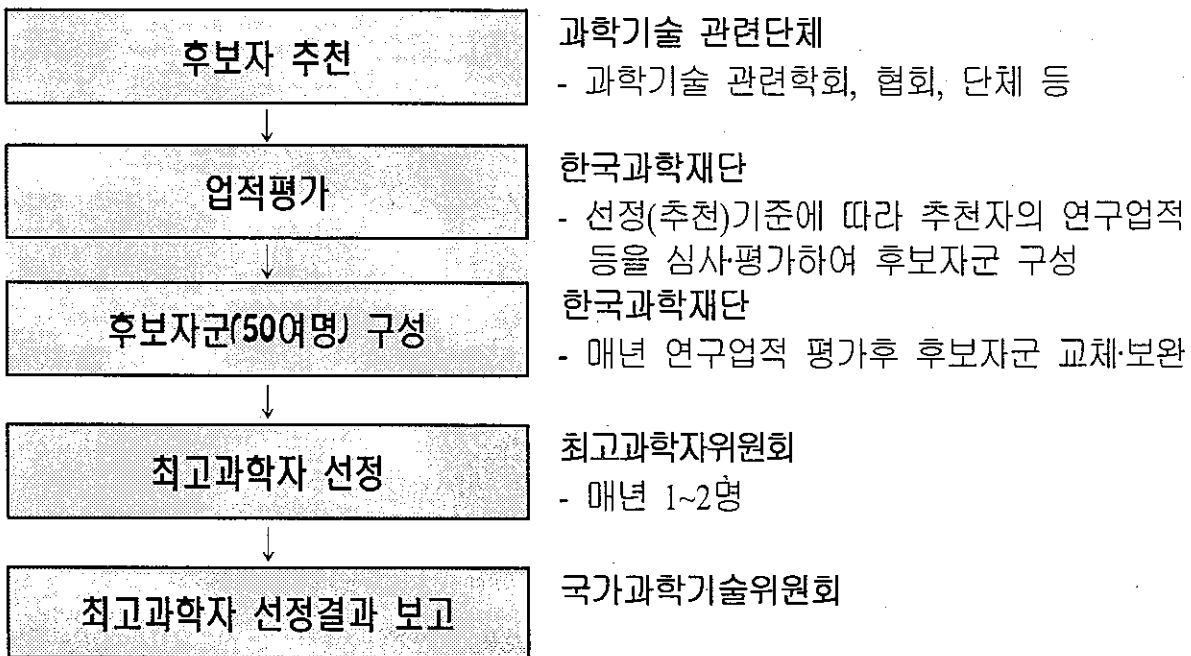 후보자 추천
과학기술 관련단체
- 과학기술 관련학회, 협회, 단체 등
업적평가
한국과학재단
- 선정(추천)기준에 따라 추천자의 연구업적
등을 심사·평가하여 후보자군 구성
후보자군(50여명) 구성
한국과학재단
- 매년 연구업적 평가후 후보자군 교체·보완
최고과학자 선정
최고과학자위원회
- 매년 1~2명
최고과학자 선정결과 보고
국가과학기술위원회